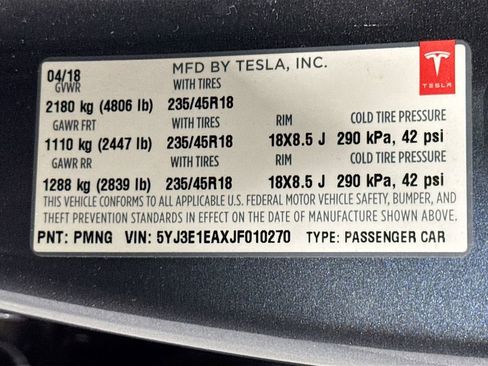 04/18 MFD BY TESLA, INC.
GVWR WITH TIRES
2180 kg (4806 lb) 235/45R18
GAWR FRT WITH TIRES RIM COLD TIRE PRESSURE
1110 kg (2447 lb) 235/45R18 18X8.5 J 290 kPa, 42 psi
GAWR RR WITH TIRES RIM COLD TIRE PRESSURE
1288 kg (2839 lb) 235/45R18 18X8.5 J 290 kPa, 42 psi
THIS VEHICLE CONFORMS TO ALL APPLICABLE U.S. FEDERAL MOTOR VEHICLE SAFETY, BUMPER, AND
THEFT PREVENTION STANDARDS IN EFFECT ON THE DATE OF MANUFACTURE SHOWN ABOVE.
PNT: PMNG VIN: 5YJ3E1EAXJF010270 TYPE: PASSENGER CAR
TESLA